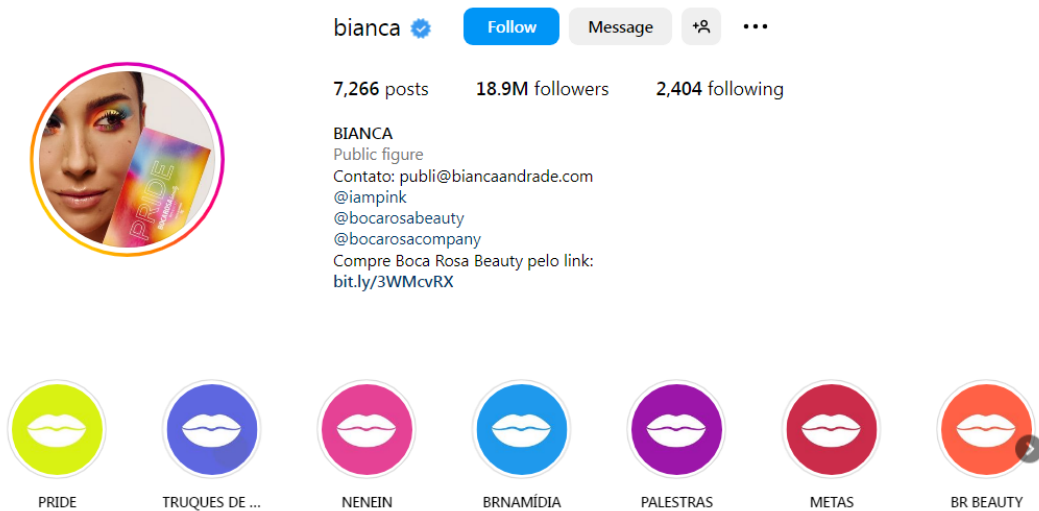 bianca
Follow
Message
7,266 posts
18.9M followers
2,404 following
BIANCA
Public figure
Contato: publi@biancaandrade.com
@iampink
@bocarosabeauty
@bocarosacompany
Compre Boca Rosa Beauty pelo link:
bit.ly/3WMcvRX
PRIDE
BOCAROSA
PRIDE
TRUQUES DE ...
NENEIN
BRNAMÍDIA
PALESTRAS
METAS
BR BEAUTY